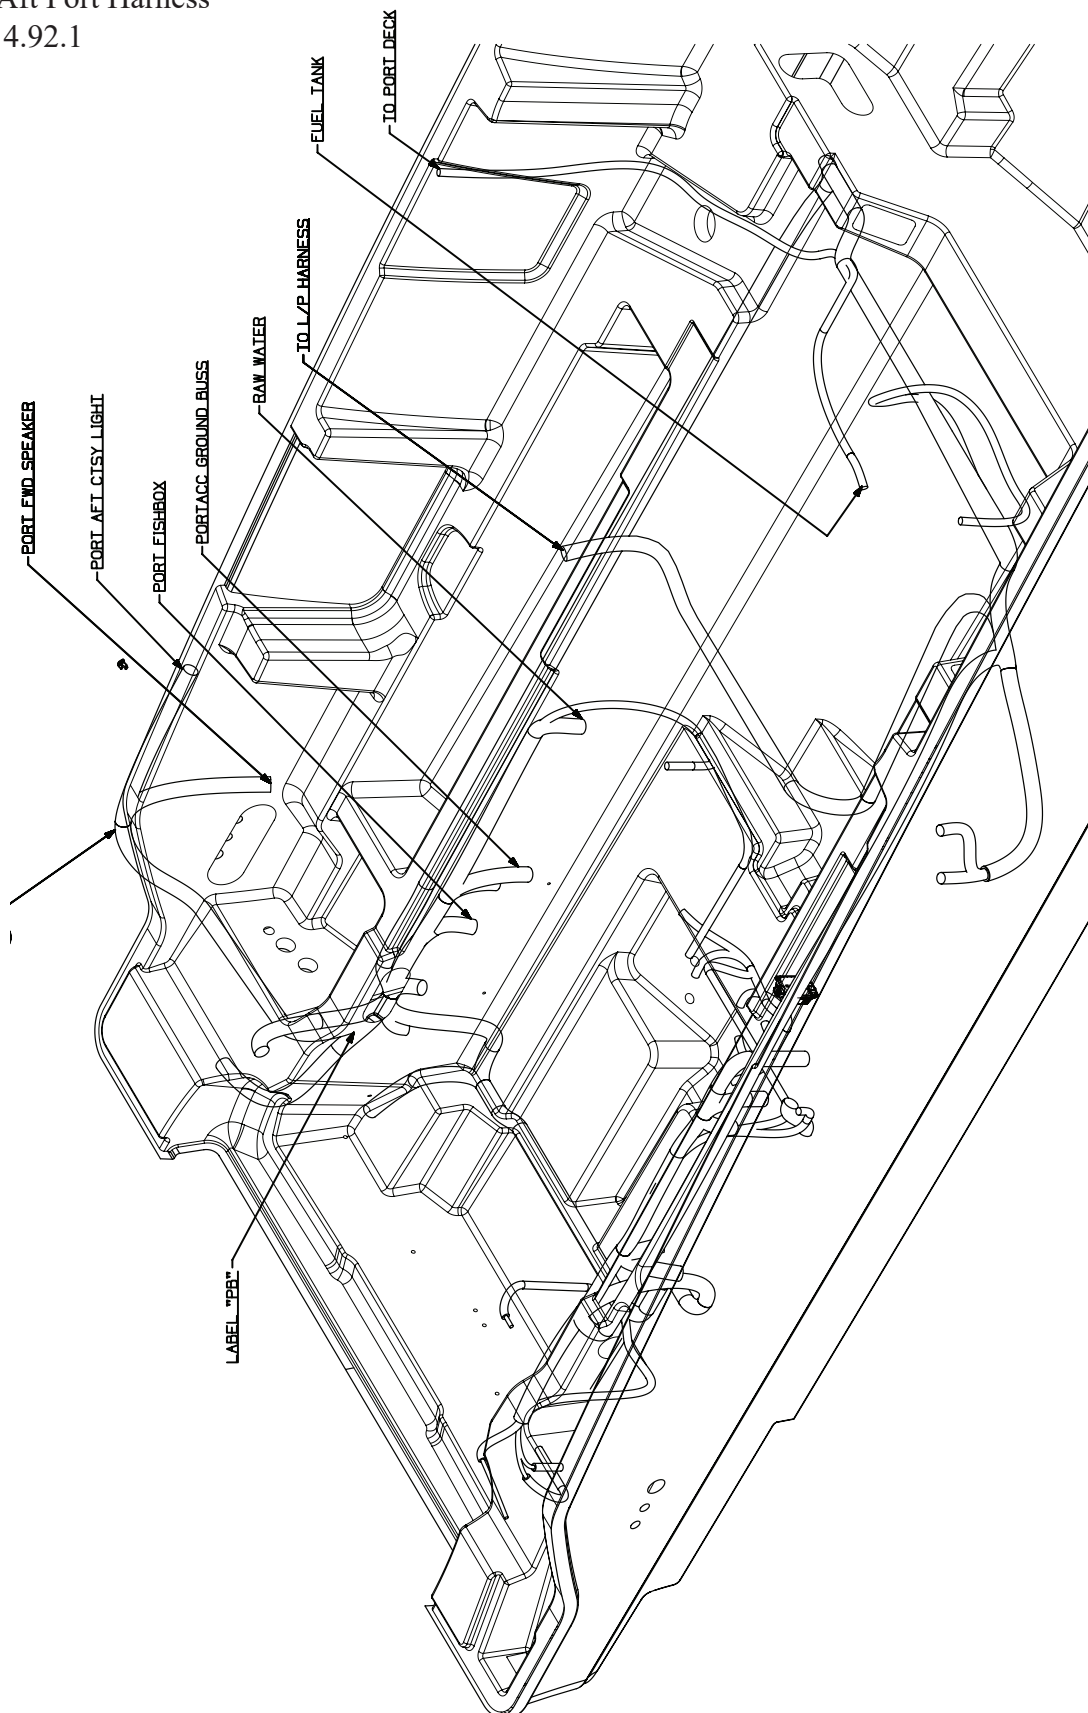 Aft Port Harness
4.92.1
TO PORT DECK
FUEL TANK
TO L/P HARNESS
RAW WATER
PORTACC GROUND BUSS
PORT FISHBOX
PORT AFT CTSY LIGHT
PORT FWD SPEAKER
LABEL "PB"